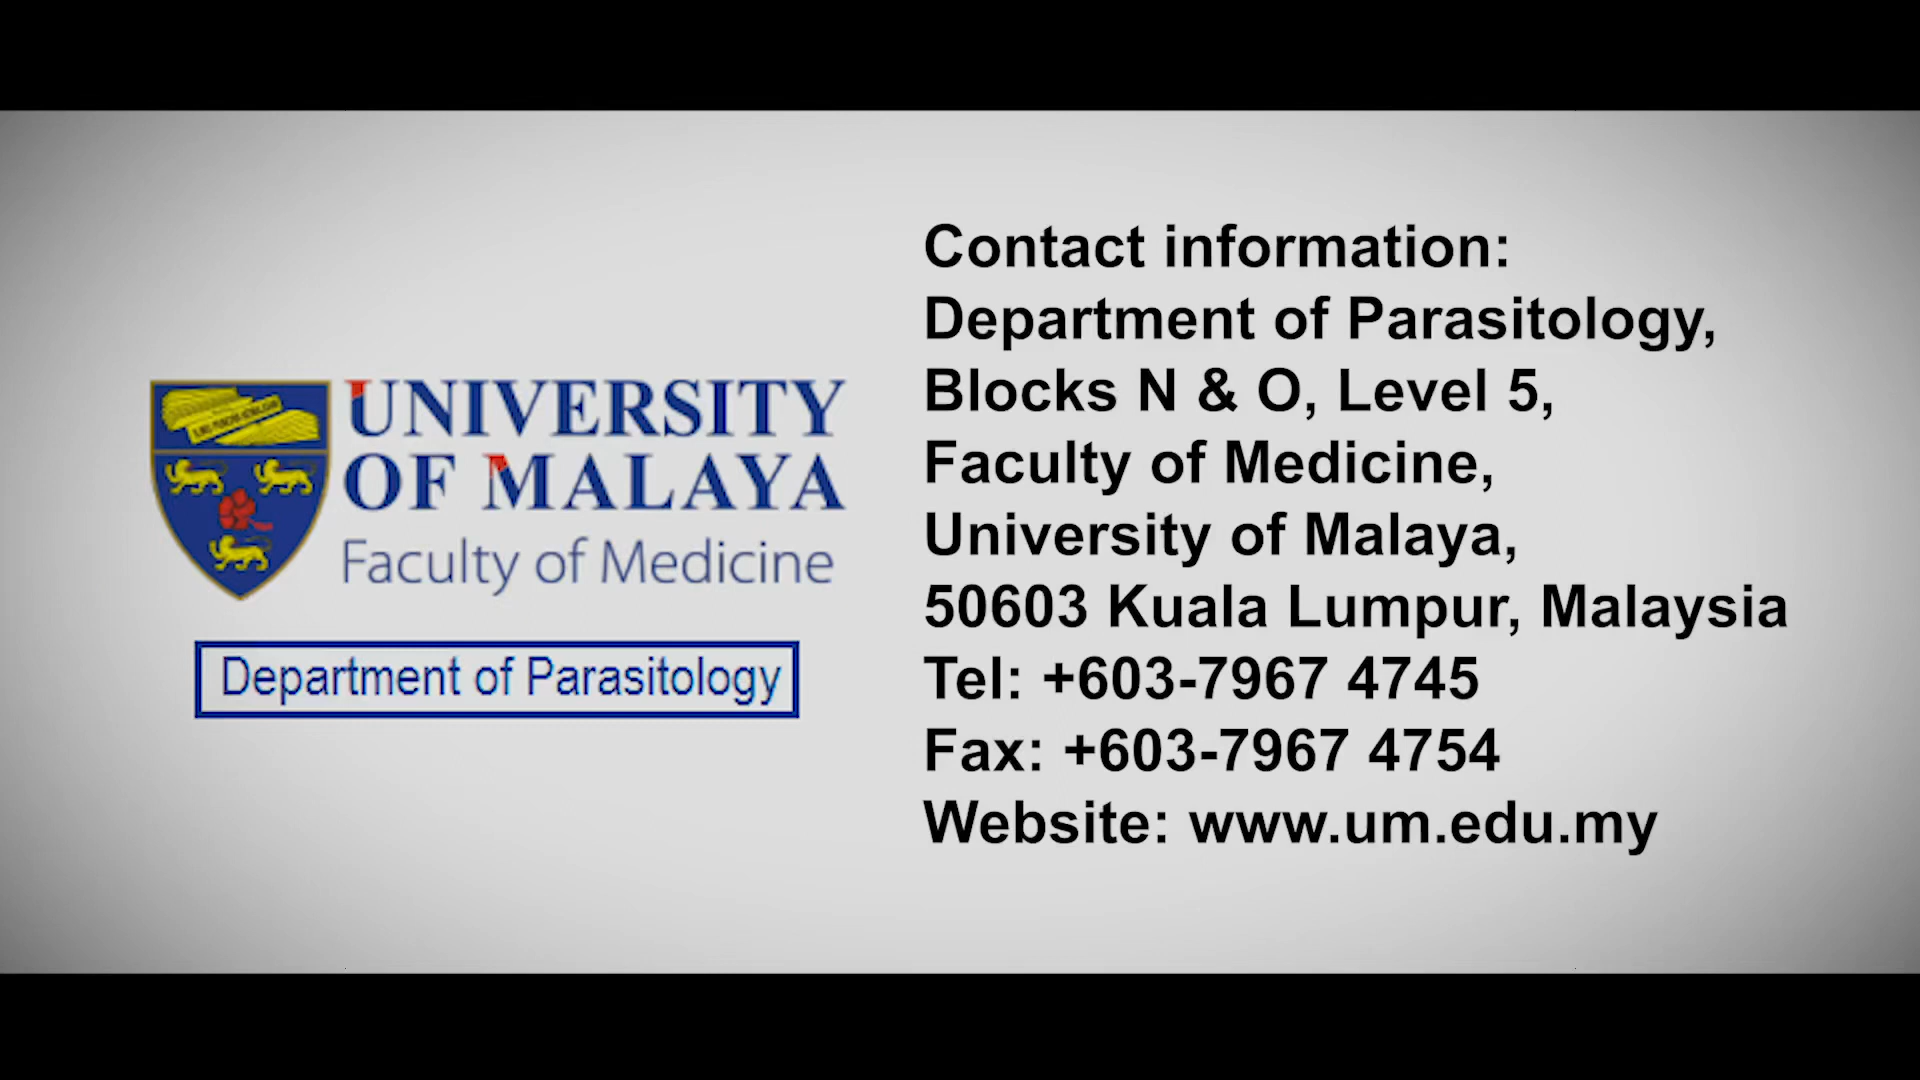 UNIVERSITY
OF MALAYA
Faculty of Medicine
Department of Parasitology
Contact information:
Department of Parasitology,
Blocks N & O, Level 5,
Faculty of Medicine,
University of Malaya,
50603 Kuala Lumpur, Malaysia
Tel: +603-7967 4745
Fax: +603-7967 4754
Website: www.um.edu.my